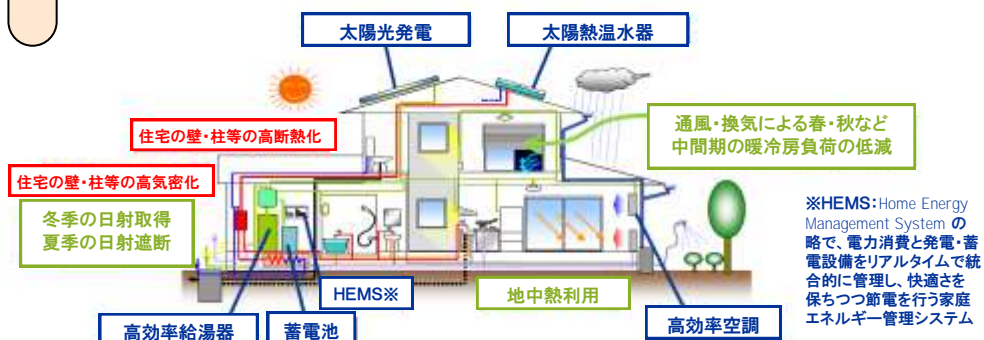 太陽光発電
太陽熱温水器
住宅の壁・柱等の高断熱化
通風・換気による春・秋など
中間期の暖冷房負荷の低減
住宅の壁・柱等の高気密化
冬季の日射取得
夏季の日射遮断
※HEMS:Home Energy
Management System の
略で、電力消費と発電・蓄
電設備をリアルタイムで統
合的に管理し、快適さを
保ちつつ節電を行う家庭
エネルギー管理システム
HEMS※
地中熱利用
高効率給湯器
蓄電池
高効率空調